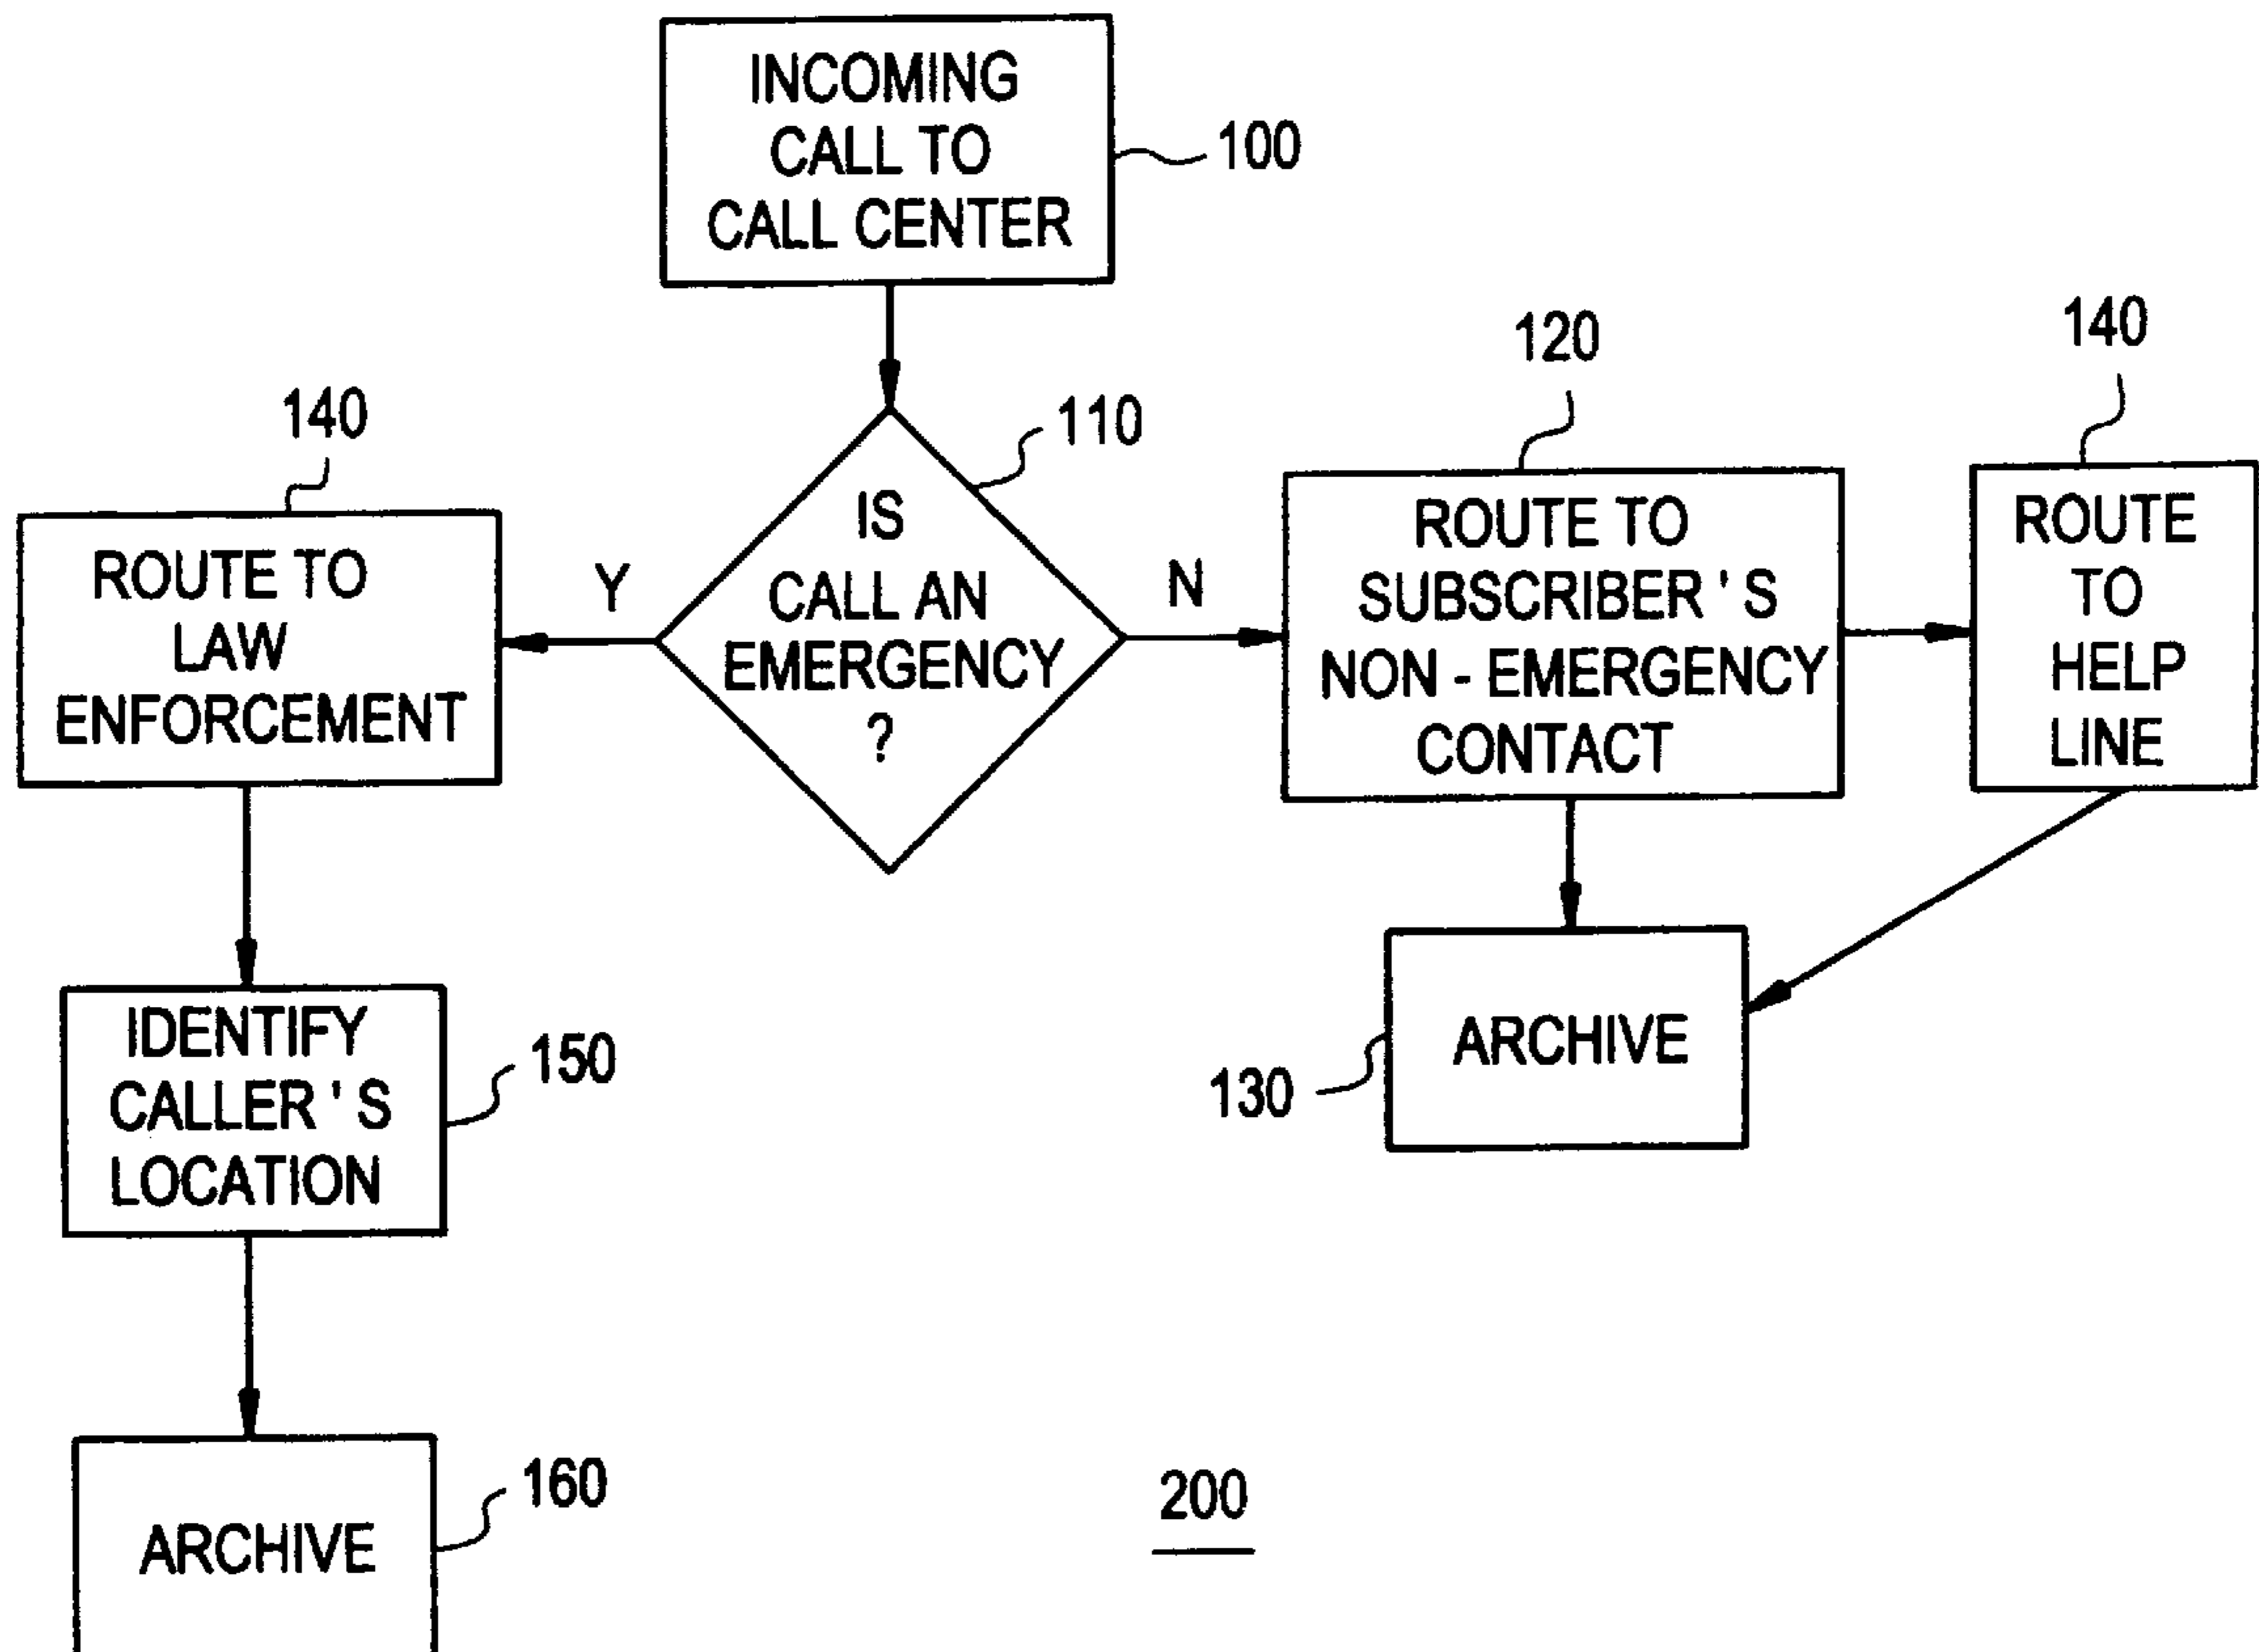 INCOMING
CALL TO
CALL CENTER
100
110
IS
CALL AN
EMERGENCY
?
Y
N
140
ROUTE TO
LAW
ENFORCEMENT
120
ROUTE TO
SUBSCRIBER ' S
NON - EMERGENCY
CONTACT
140
ROUTE
TO
HELP
LINE
IDENTIFY
CALLER ' S
LOCATION
150
130
ARCHIVE
ARCHIVE
160
200